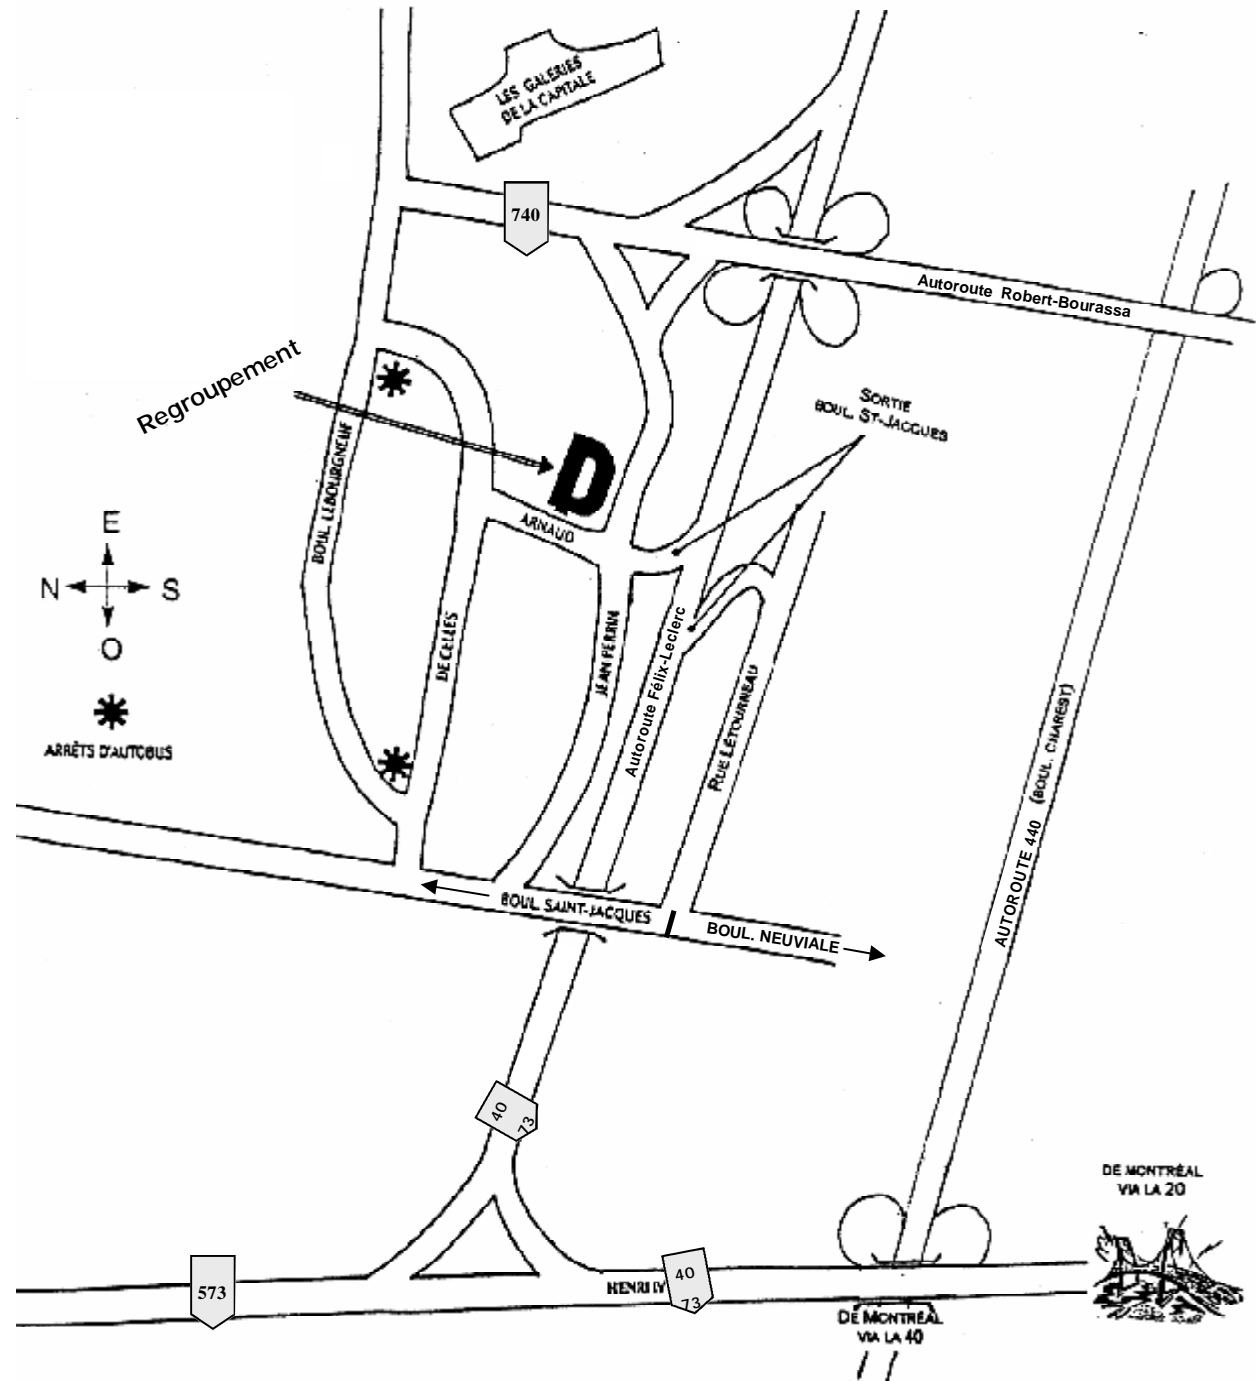 LES GALERIES
DE LA CAPITALE
740
Autoroute Robert-Bourassa
Regroupement
SORTIE
BOUL. ST-JACQUES
D
BOUL. LEBOURGNEUF
ARNAUD
E
N S
O
ARRÊTS D'AUTOBUS
DE CELLES
JEAN PERRIN
Autoroute Félix-Leclerc
RUE LÉTOURNEAU
AUTOROUTE 440 (BOUL. CHAREST)
BOUL. SAINT-JACQUES
BOUL. NEUVIALE
40
73
DE MONTRÉAL
VIA LA 20
573
HENRI IV
40
73
DE MONTRÉAL
VIA LA 40